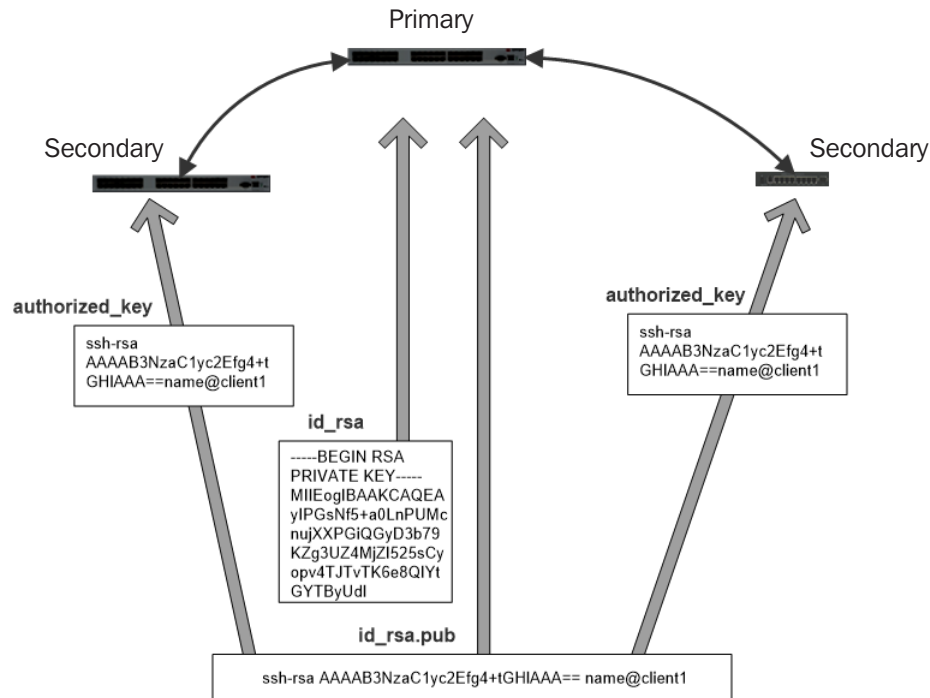 Primary
Secondary
Secondary
authorized_key
ssh-rsa
AAAAB3NzaC1yc2Efg4+t
GHIAAA==name@client1
authorized_key
ssh-rsa
AAAAB3NzaC1yc2Efg4+t
GHIAAA==name@client1
id_rsa
-----BEGIN RSA
PRIVATE KEY-----
MIIEogIBAAKCAQEA
yIPGsNf5+a0LnPUMc
nujXXPGiQGyD3b79
KZg3UZ4MjZI525sCy
opv4TJTvTK6e8QIYt
GYTByUdI
id_rsa.pub
ssh-rsa AAAAB3NzaC1yc2Efg4+tGHIAAA== name@client1